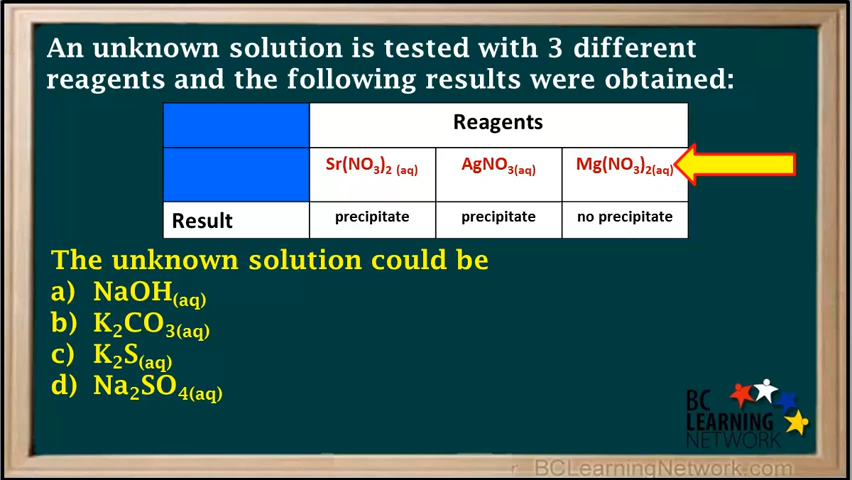 An unknown solution is tested with 3 different
reagents and the following results were obtained:
Reagents
Sr(NO₃)₂ (aq) AgNO₃(aq) Mg(NO₃)₂(aq)
Result precipitate precipitate no precipitate
The unknown solution could be
a) NaOH(aq)
b) K₂CO₃(aq)
c) K₂S(aq)
d) Na₂SO₄(aq)
BC
LEARNING
NETWORK
BCLearningNetwork.com